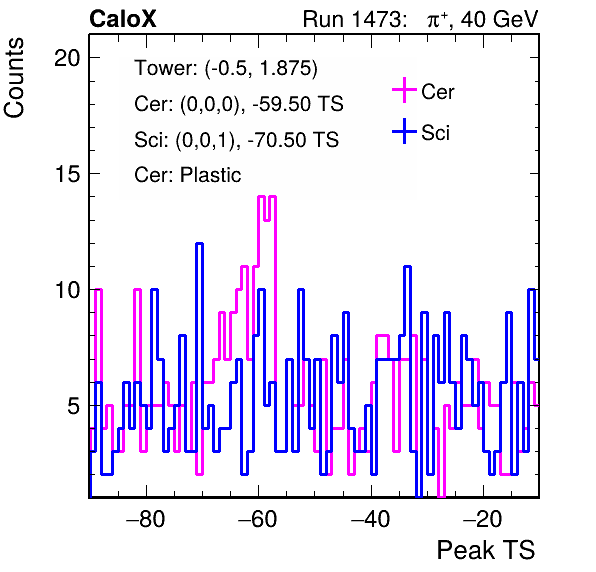 CaloX Run 1473: π⁺, 40 GeV
Counts
Tower: (-0.5, 1.875)
Cer: (0,0,0), -59.50 TS
Sci: (0,0,1), -70.50 TS
Cer: Plastic
Cer
Sci
20
15
10
5
−80 −60 −40 −20
Peak TS